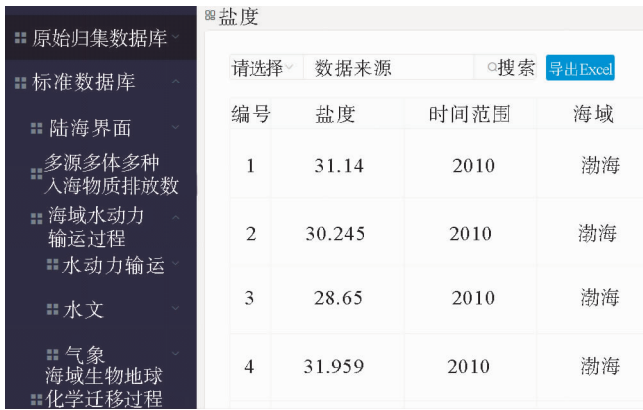 原始归集数据库
标准数据库
陆海界面
多源多体多种
入海物质排放数
海域水动力
输运过程
水动力输运
水文
气象
海域生物地球
化学迁移过程
盐度
请选择 数据来源 搜索 导出Excel
编号 盐度 时间范围 海域
1 31.14 2010 渤海
2 30.245 2010 渤海
3 28.65 2010 渤海
4 31.959 2010 渤海